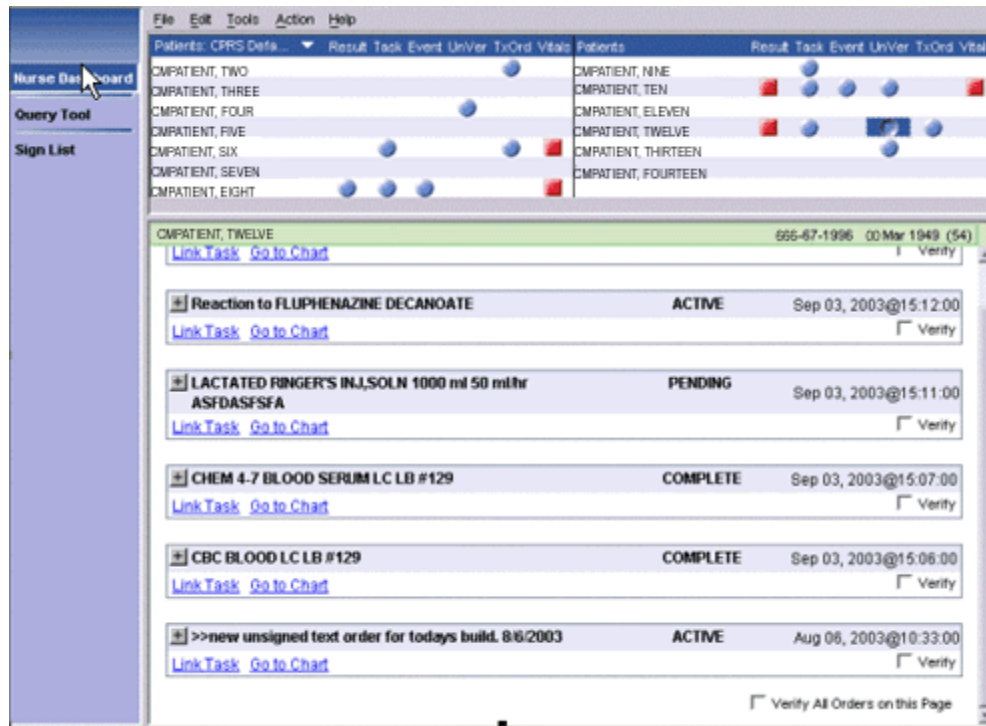 File Edit Tools Action Help
Patients: CPRS Defa... Result Task Event UnVer TxOrd Vitals Patients Result Task Event UnVer TxOrd Vital
Nurse Dashboard
Query Tool
Sign List
CMPATIENT, TWO
CMPATIENT, THREE
CMPATIENT, FOUR
CMPATIENT, FIVE
CMPATIENT, SIX
CMPATIENT, SEVEN
CMPATIENT, EIGHT
CMPATIENT, NINE
CMPATIENT, TEN
CMPATIENT, ELEVEN
CMPATIENT, TWELVE
CMPATIENT, THIRTEEN
CMPATIENT, FOURTEEN
CMPATIENT, TWELVE 666-67-1996 00 Mar 1949 (54)
Link Task Go to Chart Verify
Reaction to FLUPHENAZINE DECANOATE ACTIVE Sep 03, 2003@15:12:00
Link Task Go to Chart Verify
LACTATED RINGER'S INJ,SOLN 1000 ml 50 ml/hr PENDING Sep 03, 2003@15:11:00
ASFDASFSFA
Link Task Go to Chart Verify
CHEM 4-7 BLOOD SERUM LC LB #129 COMPLETE Sep 03, 2003@15:07:00
Link Task Go to Chart Verify
CBC BLOOD LC LB #129 COMPLETE Sep 03, 2003@15:06:00
Link Task Go to Chart Verify
>>new unsigned text order for todays build. 8/6/2003 ACTIVE Aug 06, 2003@10:33:00
Link Task Go to Chart Verify
Verify All Orders on this Page